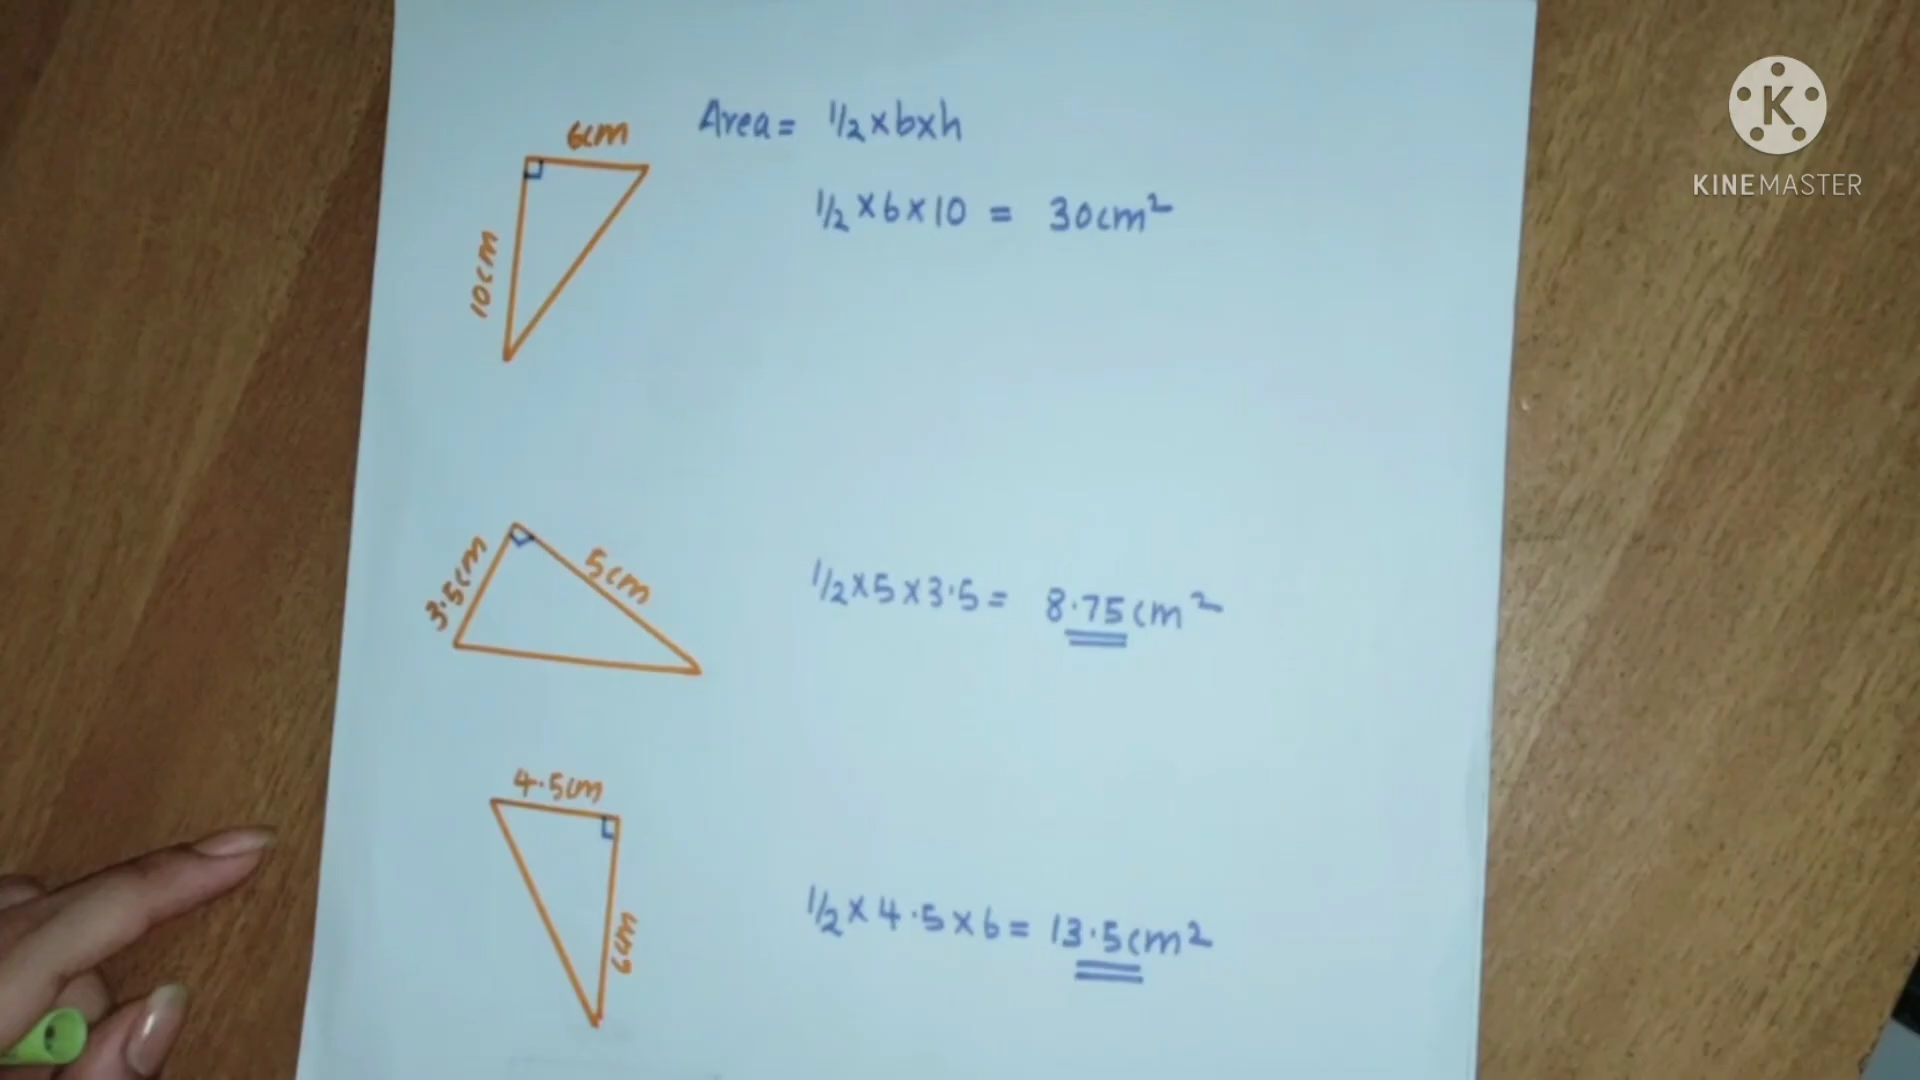 6cm
Area = 1/2 x b x h
10cm
1/2 x 6 x 10 = 30cm²
3.5cm
5cm
1/2 x 5 x 3.5 = 8.75cm²
4.5cm
6cm
1/2 x 4.5 x 6 = 13.5cm²
K
KINEMASTER